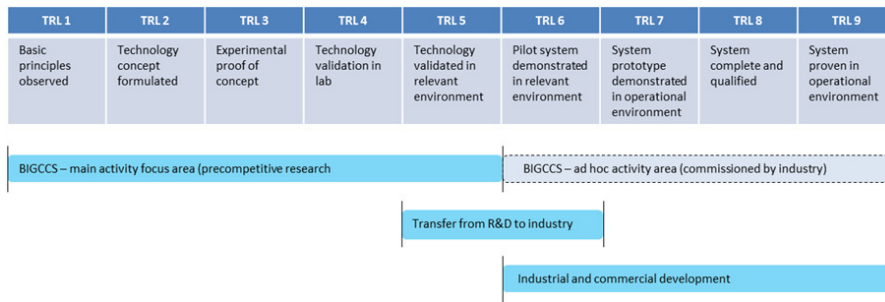 TRL 1 TRL 2 TRL 3 TRL 4 TRL 5 TRL 6 TRL 7 TRL 8 TRL 9
Basic
principles
observed
Technology
concept
formulated
Experimental
proof of
concept
Technology
validation in
lab
Technology
validated in
relevant
environment
Pilot system
demonstrated
in relevant
environment
System
prototype
demonstrated
in operational
environment
System
complete and
qualified
System
proven in
operational
environment
BIGCCS – main activity focus area (precompetitive research
BIGCCS – ad hoc activity area (commissioned by industry)
Transfer from R&D to industry
Industrial and commercial development